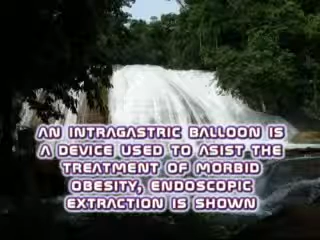 AN INTRAGASTRIC BALLOON IS
A DEVICE USED TO ASIST THE
TREATMENT OF MORBID
OBESITY, ENDOSCOPIC
EXTRACTION IS SHOWN